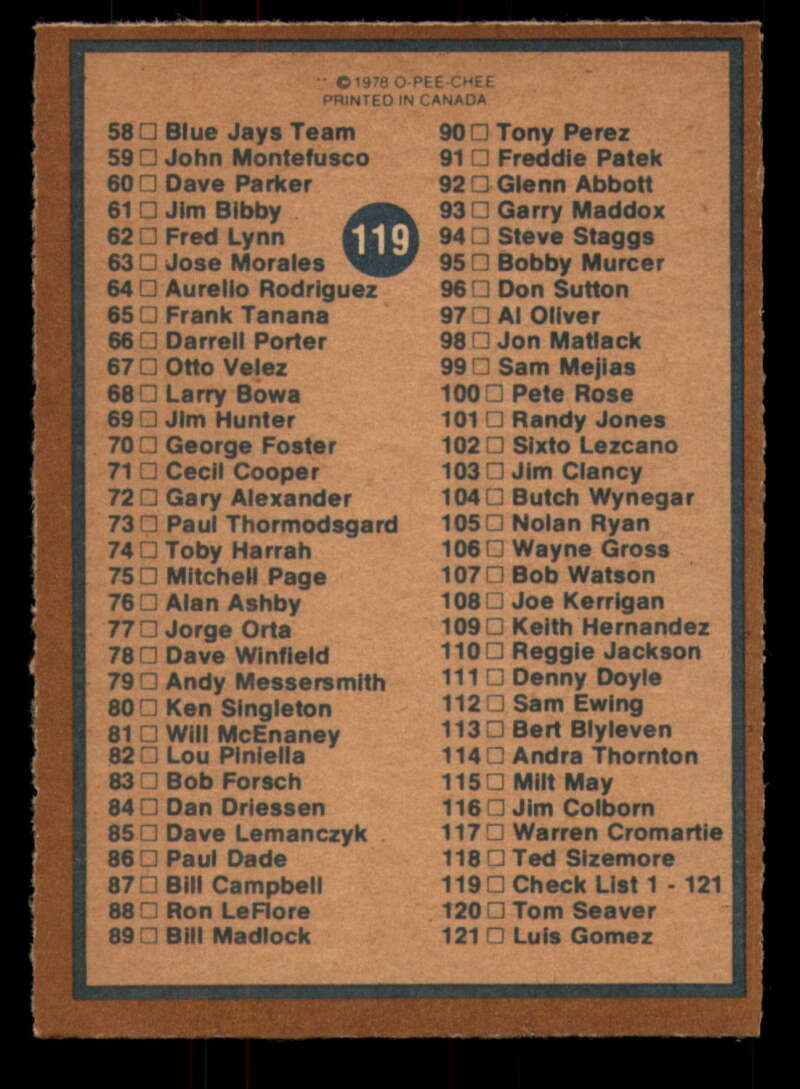 ©1978 O-PEE-CHEE
PRINTED IN CANADA
119
58 □ Blue Jays Team
59 □ John Montefusco
60 □ Dave Parker
61 □ Jim Bibby
62 □ Fred Lynn
63 □ Jose Morales
64 □ Aurelio Rodriguez
65 □ Frank Tanana
66 □ Darrell Porter
67 □ Otto Velez
68 □ Larry Bowa
69 □ Jim Hunter
70 □ George Foster
71 □ Cecil Cooper
72 □ Gary Alexander
73 □ Paul Thormodsgard
74 □ Toby Harrah
75 □ Mitchell Page
76 □ Alan Ashby
77 □ Jorge Orta
78 □ Dave Winfield
79 □ Andy Messersmith
80 □ Ken Singleton
81 □ Will McEnaney
82 □ Lou Piniella
83 □ Bob Forsch
84 □ Dan Driessen
85 □ Dave Lemanczyk
86 □ Paul Dade
87 □ Bill Campbell
88 □ Ron LeFlore
89 □ Bill Madlock
90 □ Tony Perez
91 □ Freddie Patek
92 □ Glenn Abbott
93 □ Garry Maddox
94 □ Steve Staggs
95 □ Bobby Murcer
96 □ Don Sutton
97 □ Al Oliver
98 □ Jon Matlack
99 □ Sam Mejias
100 □ Pete Rose
101 □ Randy Jones
102 □ Sixto Lezcano
103 □ Jim Clancy
104 □ Butch Wynegar
105 □ Nolan Ryan
106 □ Wayne Gross
107 □ Bob Watson
108 □ Joe Kerrigan
109 □ Keith Hernandez
110 □ Reggie Jackson
111 □ Denny Doyle
112 □ Sam Ewing
113 □ Bert Blyleven
114 □ Andra Thornton
115 □ Milt May
116 □ Jim Colborn
117 □ Warren Cromartie
118 □ Ted Sizemore
119 □ Check List 1 - 121
120 □ Tom Seaver
121 □ Luis Gomez